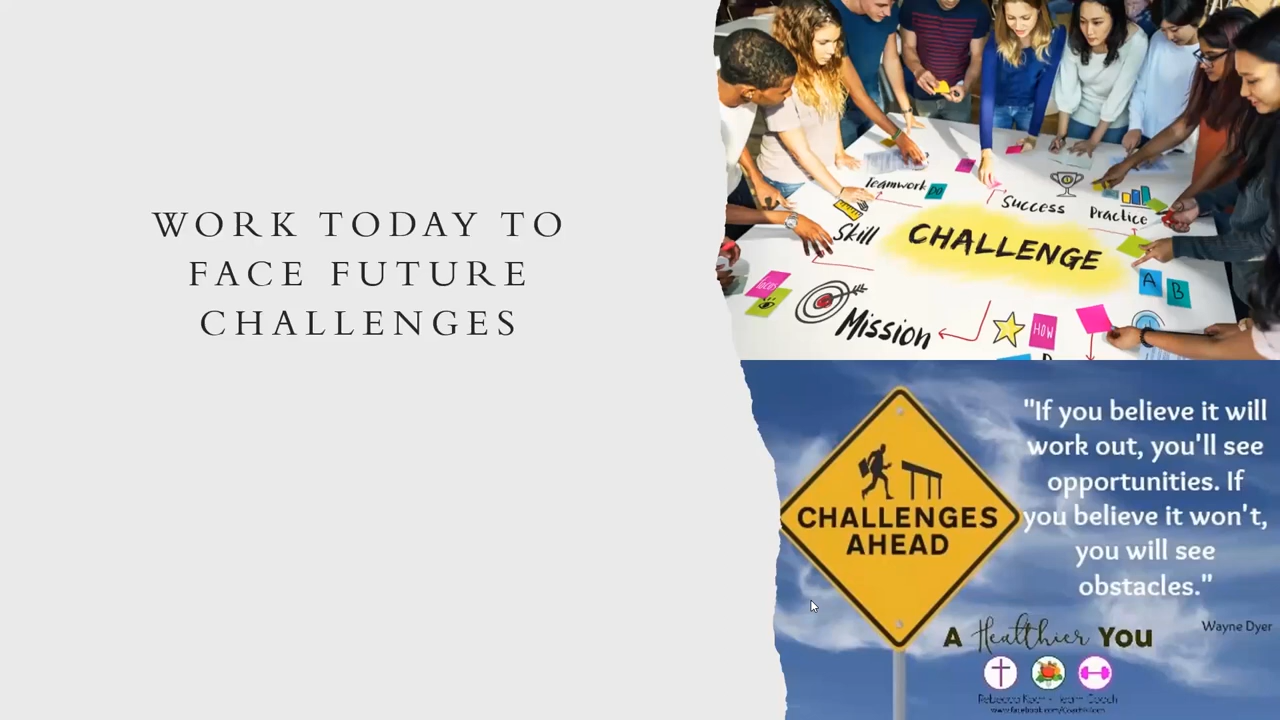 WORK TODAY TO
FACE FUTURE
CHALLENGES
Teamwork
DO
Success
Practice
Skill
CHALLENGE
A
B
FOCUS
Mission
HOW
"If you believe it will
work out, you'll see
opportunities. If
you believe it won't,
you will see
obstacles."
CHALLENGES
AHEAD
Wayne Dyer
A Healthier You